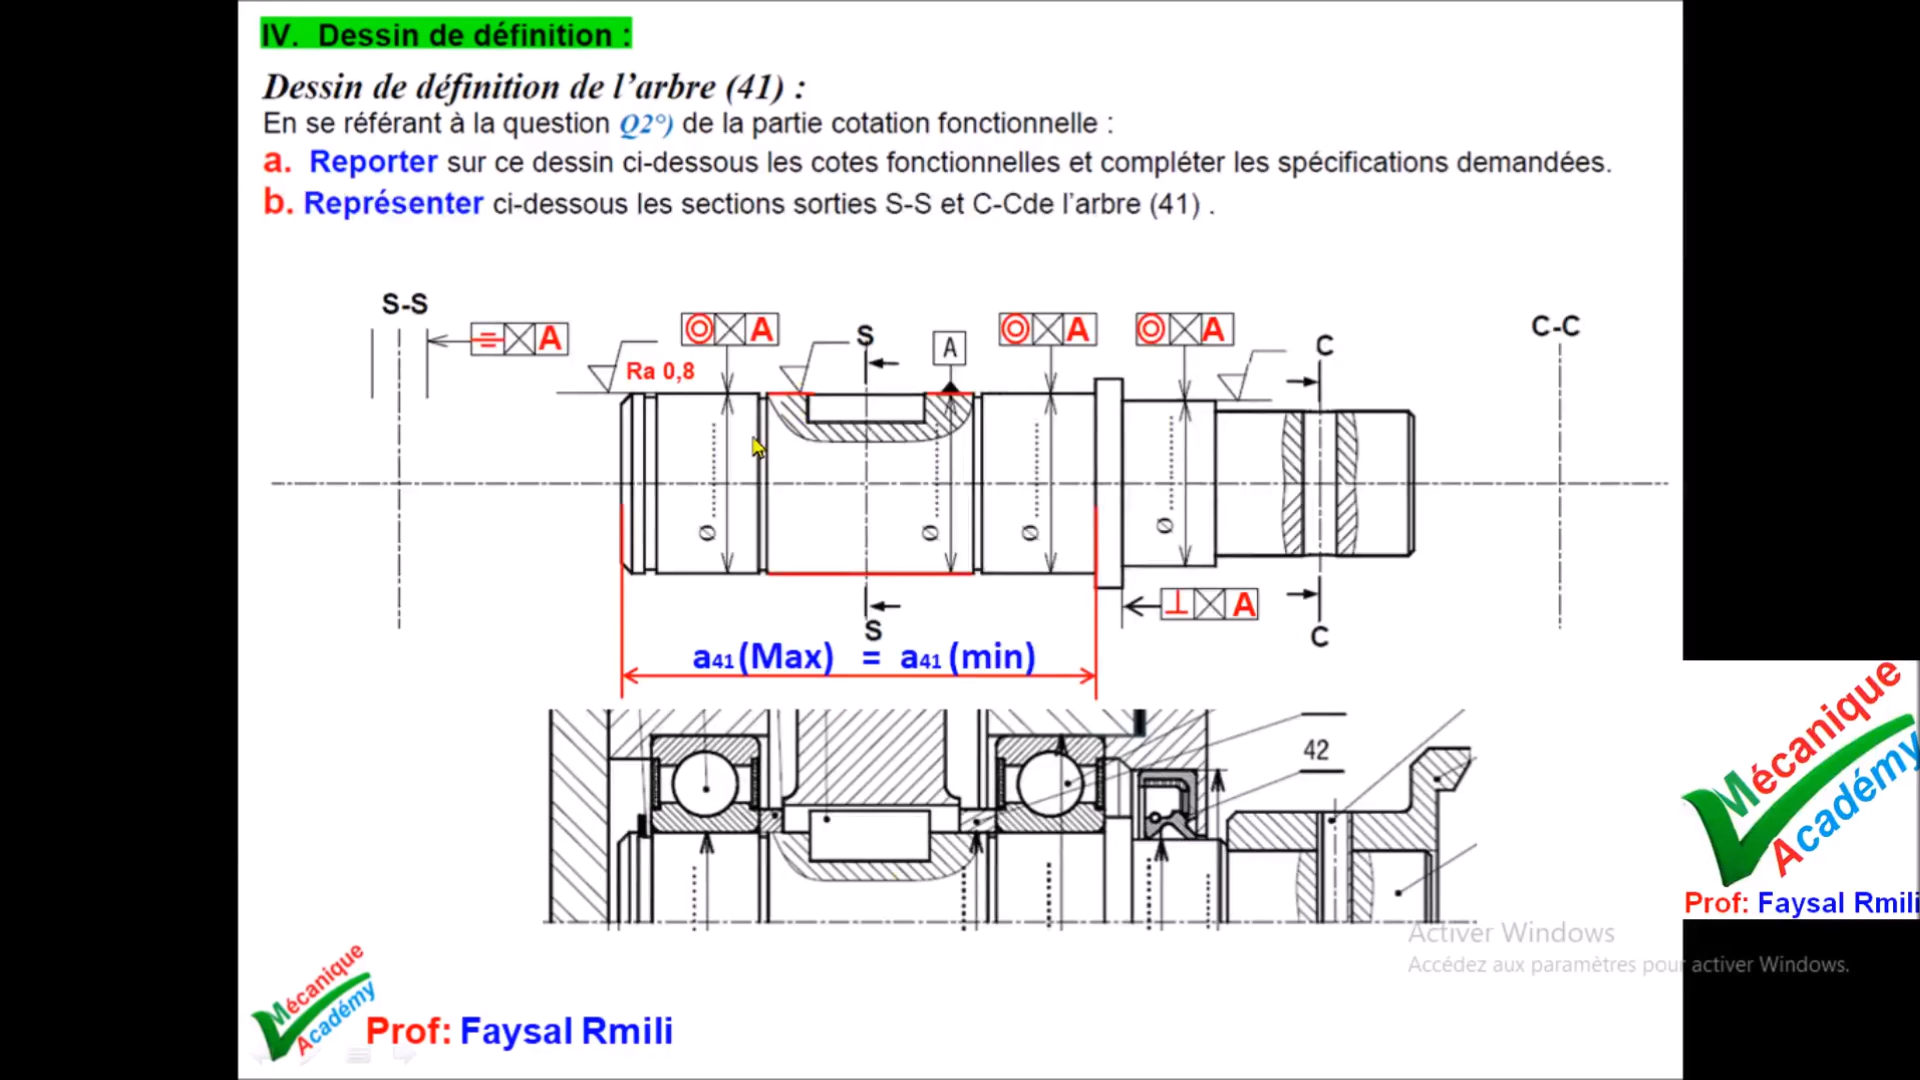 IV. Dessin de définition :
Dessin de définition de l'arbre (41) :
En se référant à la question Q2°) de la partie cotation fonctionnelle :
a. Reporter sur ce dessin ci-dessous les cotes fonctionnelles et compléter les spécifications demandées.
b. Représenter ci-dessous les sections sorties S-S et C-Cde l'arbre (41) .
S-S
A
A
S
A
A
A
C
C-C
Ra 0,8
Ø
Ø
Ø
Ø
A
S
C
a41 (Max) = a41 (min)
42
Mécanique
Académy
Prof: Faysal Rmili
Activer Windows
Accédez aux paramètres pour activer Windows.
Mécanique
Académy
Prof: Faysal Rmili